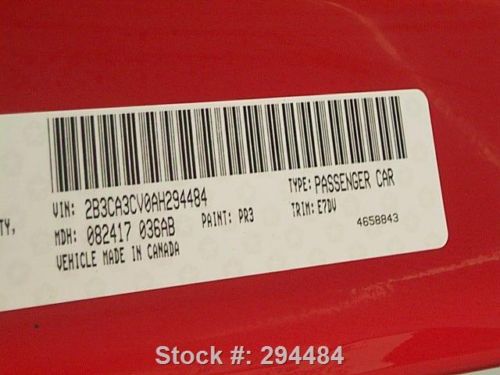 VIN: 2B3CA3CV0AH294484
TYPE: PASSENGER CAR
TY,
MDH: 082417 036AB
PAINT: PR3
TRIM: E7DV
VEHICLE MADE IN CANADA
4658843
Stock #: 294484